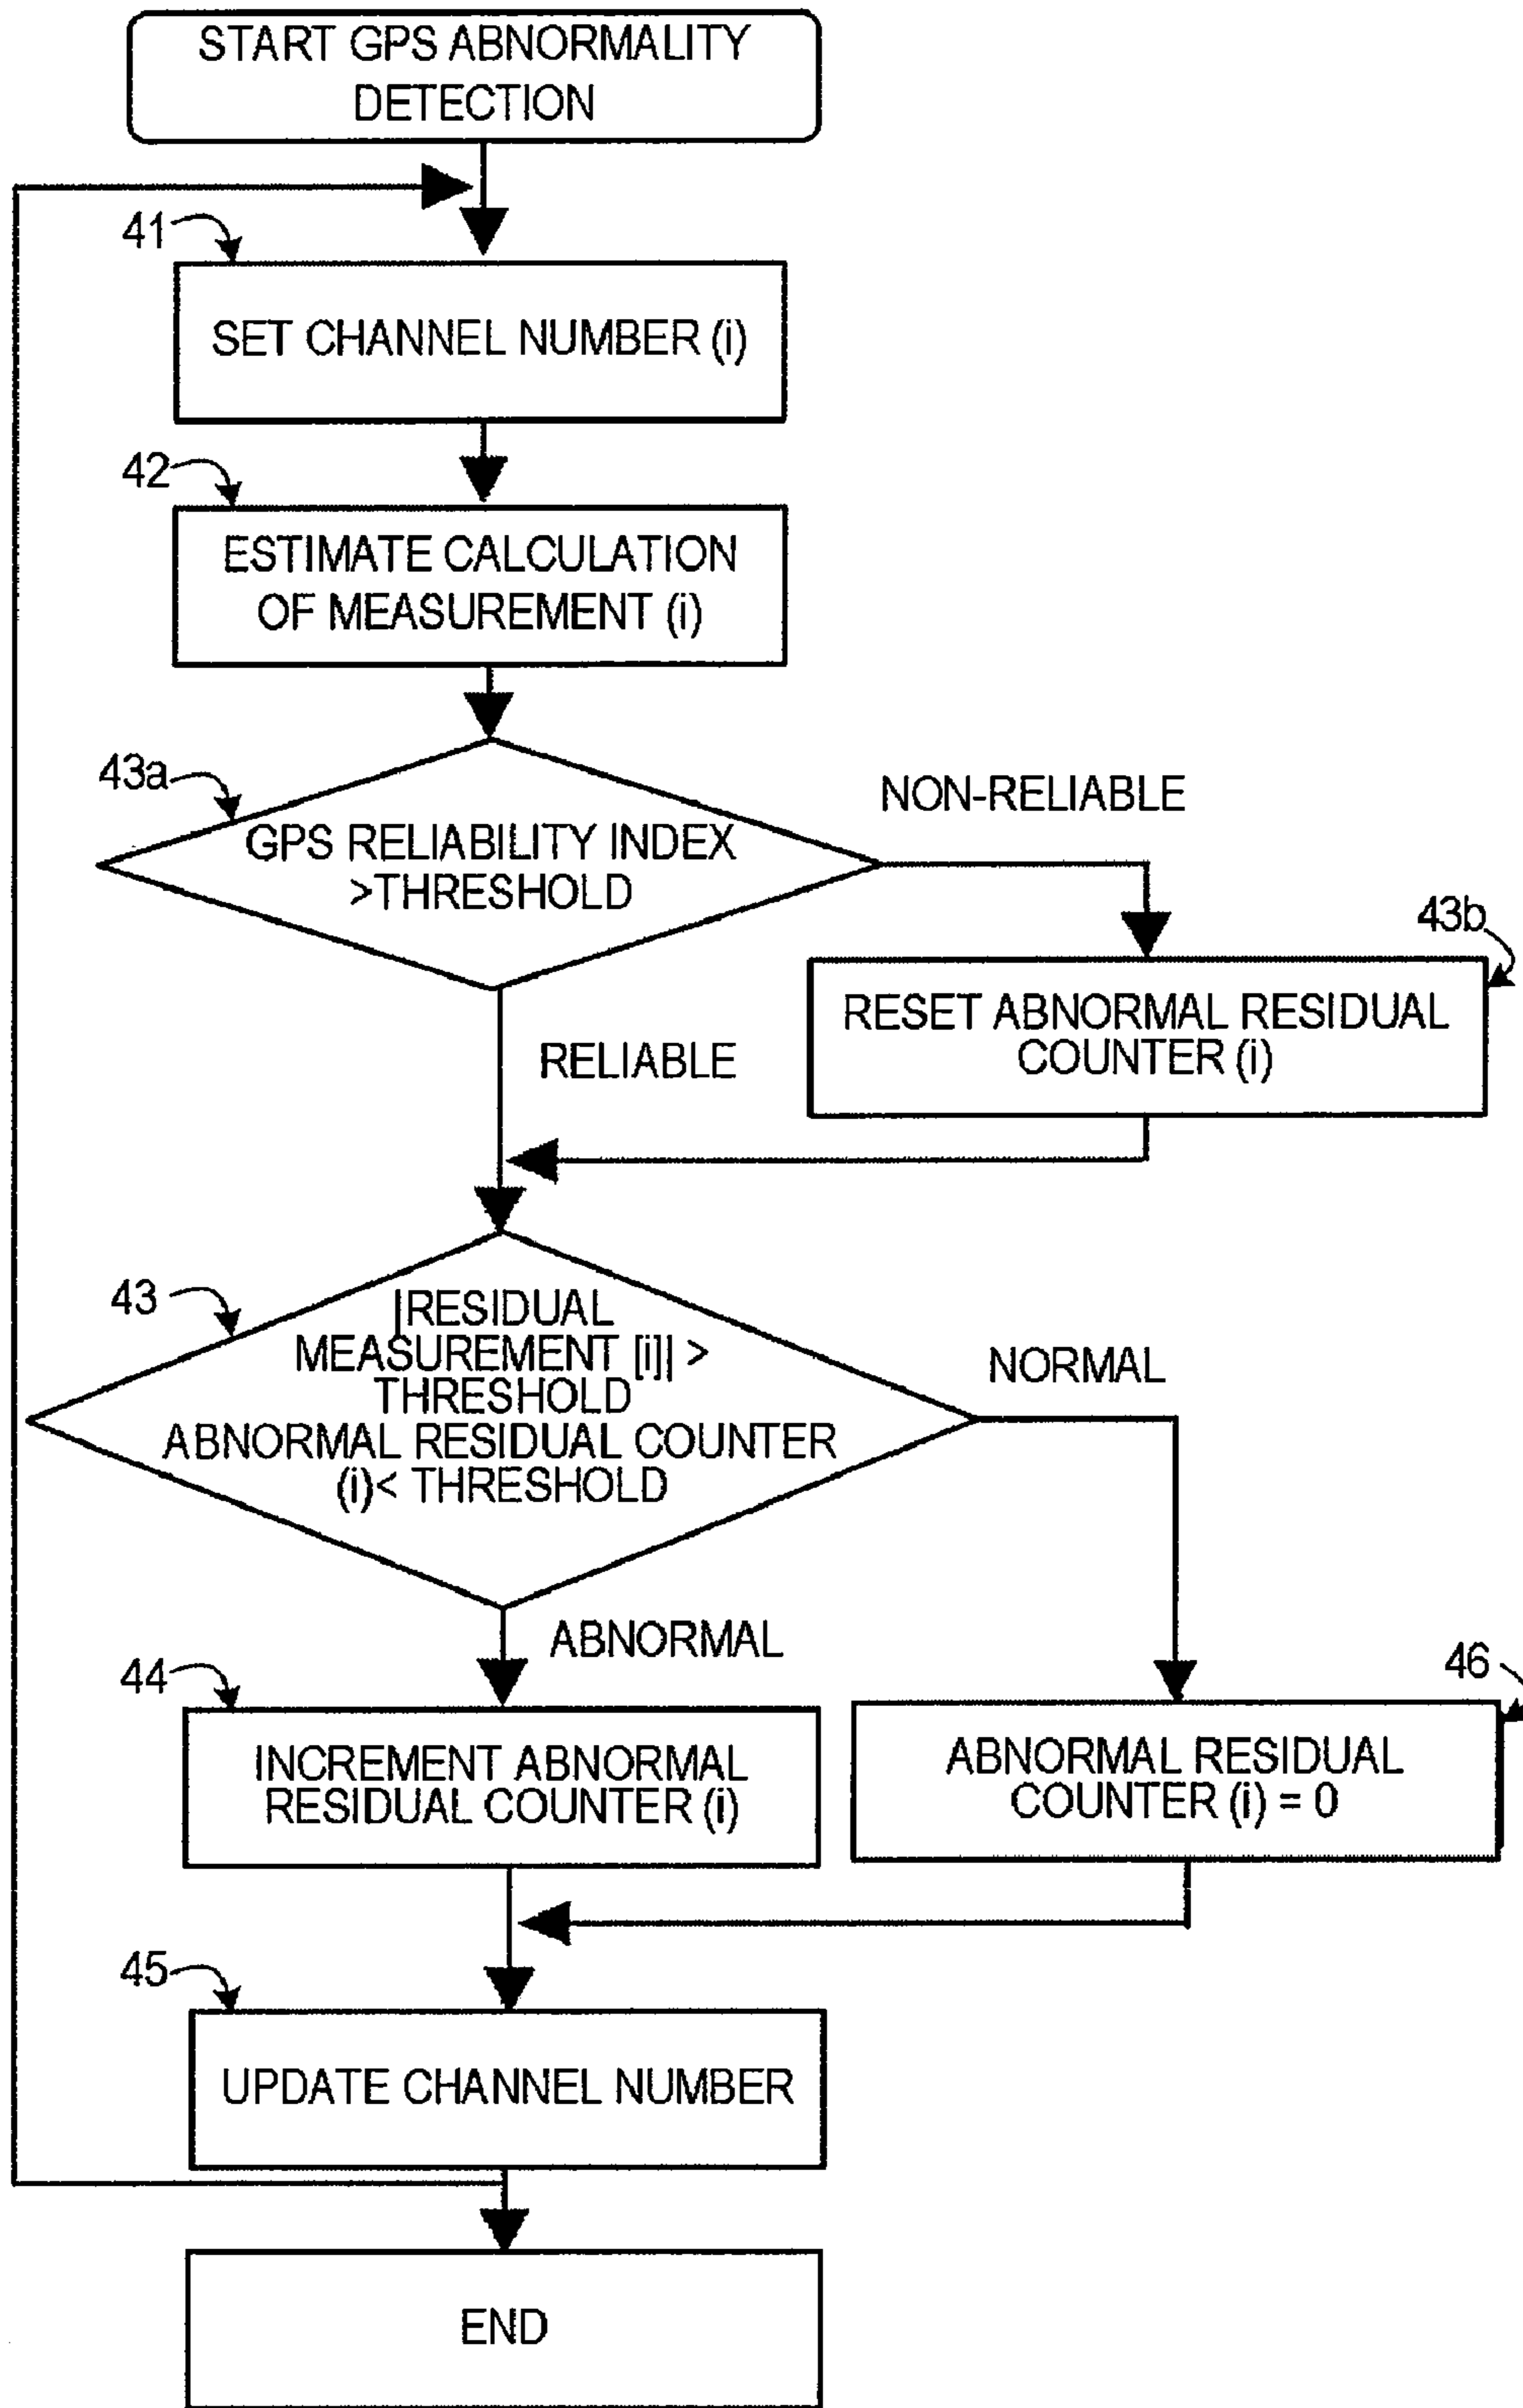 START GPS ABNORMALITY
DETECTION
41
SET CHANNEL NUMBER (i)
42
ESTIMATE CALCULATION
OF MEASUREMENT (i)
43a
GPS RELIABILITY INDEX
>THRESHOLD
NON-RELIABLE
43b
RESET ABNORMAL RESIDUAL
COUNTER (i)
RELIABLE
43
|RESIDUAL
MEASUREMENT [i]| >
THRESHOLD
ABNORMAL RESIDUAL COUNTER
(i)< THRESHOLD
NORMAL
ABNORMAL
44
INCREMENT ABNORMAL
RESIDUAL COUNTER (i)
46
ABNORMAL RESIDUAL
COUNTER (i) = 0
45
UPDATE CHANNEL NUMBER
END